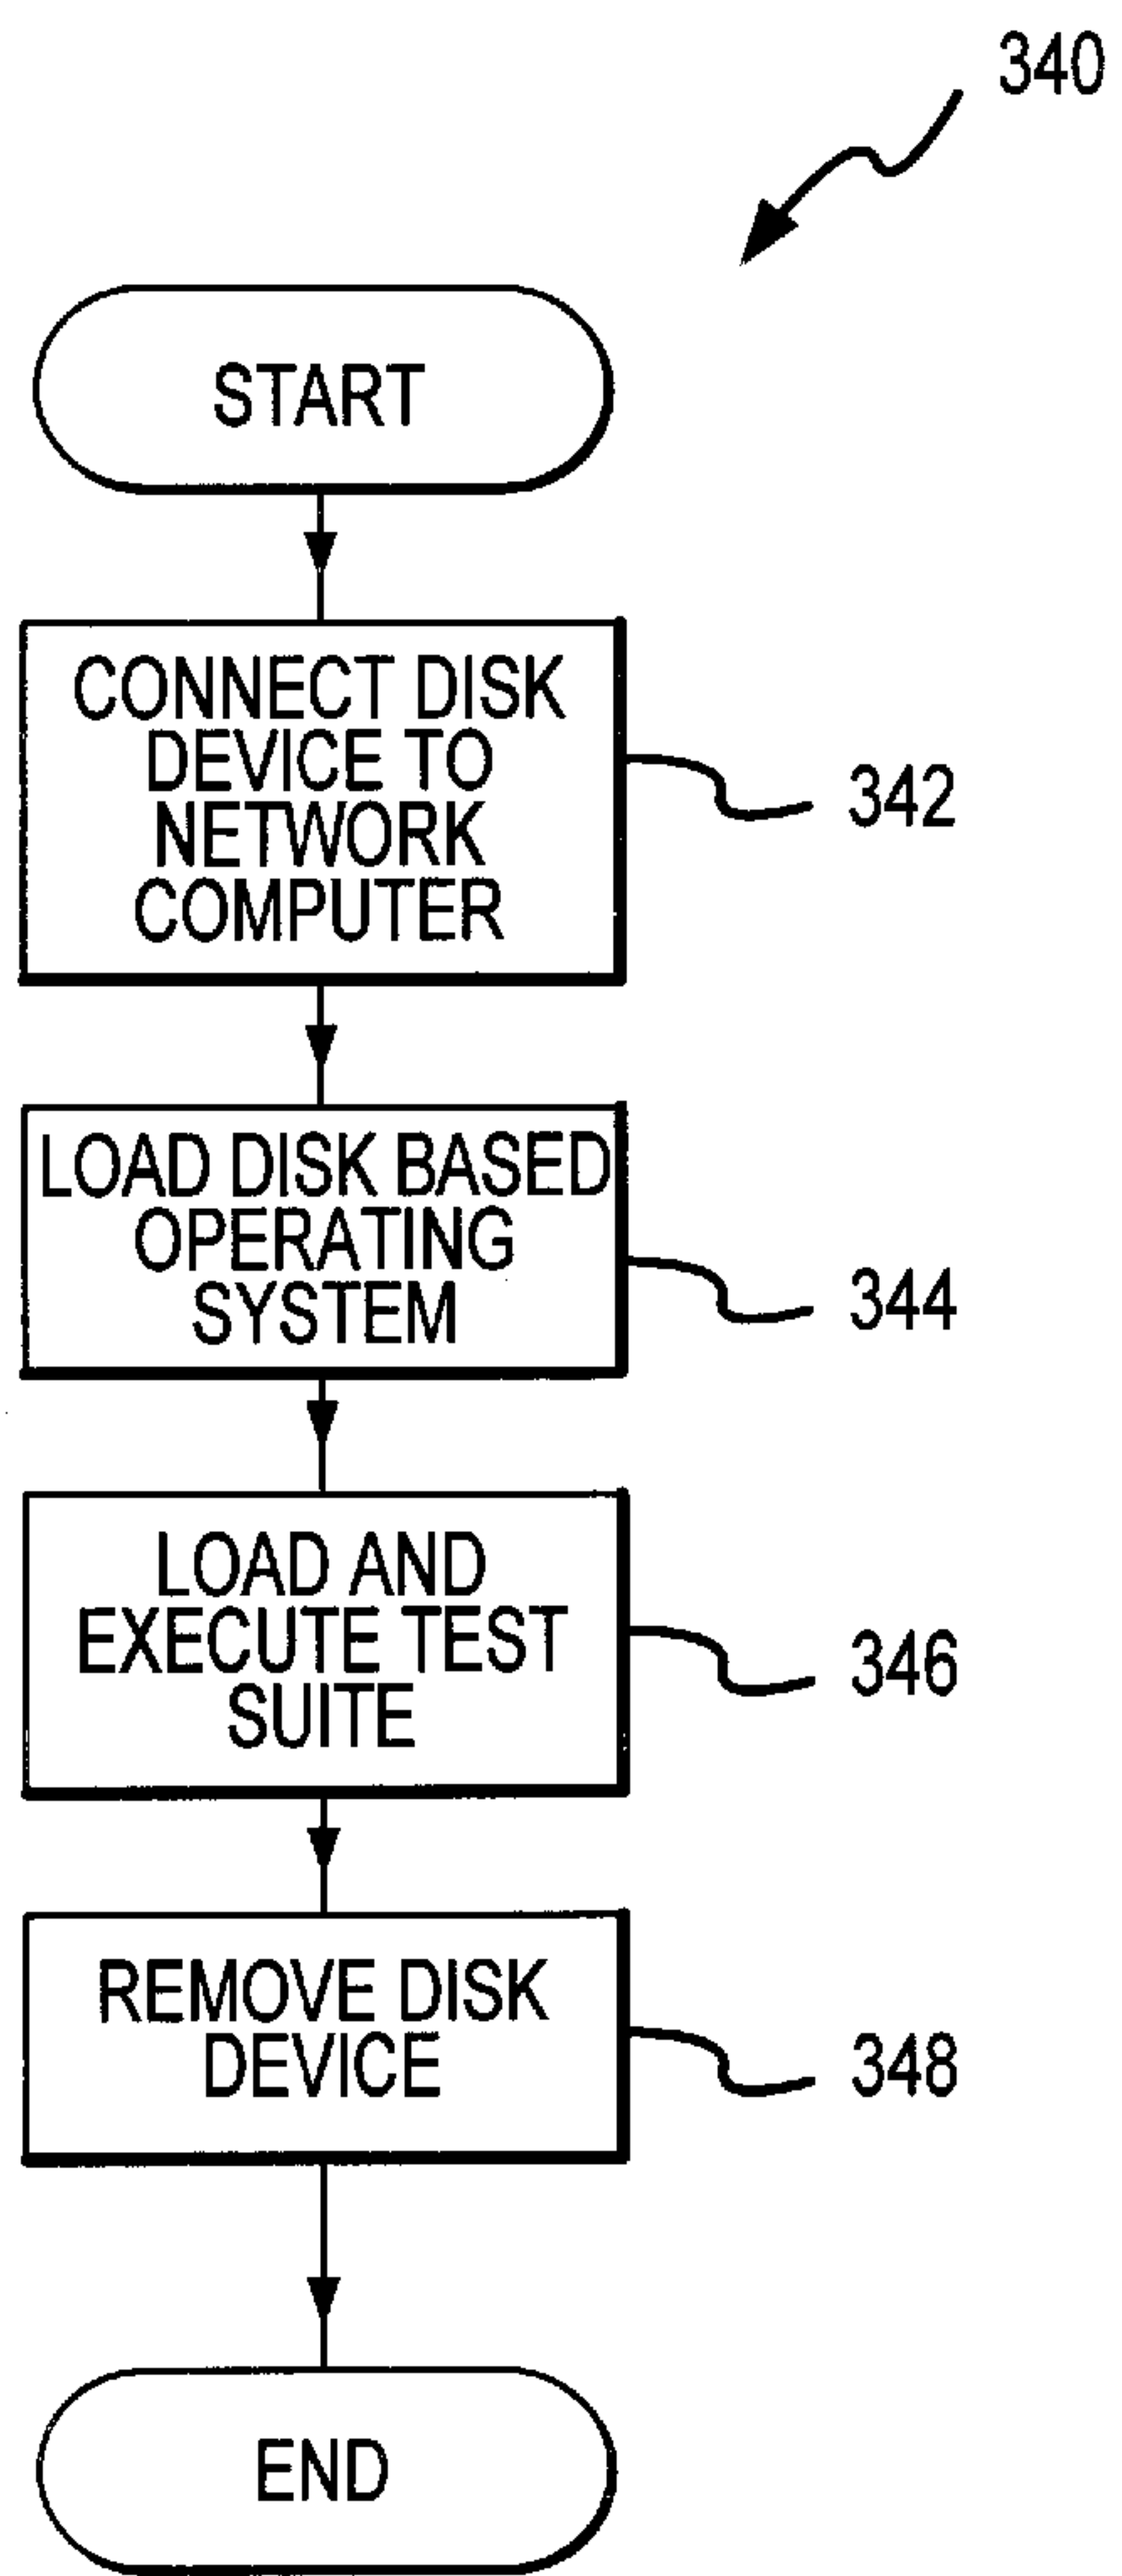 340
START
CONNECT DISK
DEVICE TO
NETWORK
COMPUTER
342
LOAD DISK BASED
OPERATING
SYSTEM
344
LOAD AND
EXECUTE TEST
SUITE
346
REMOVE DISK
DEVICE
348
END